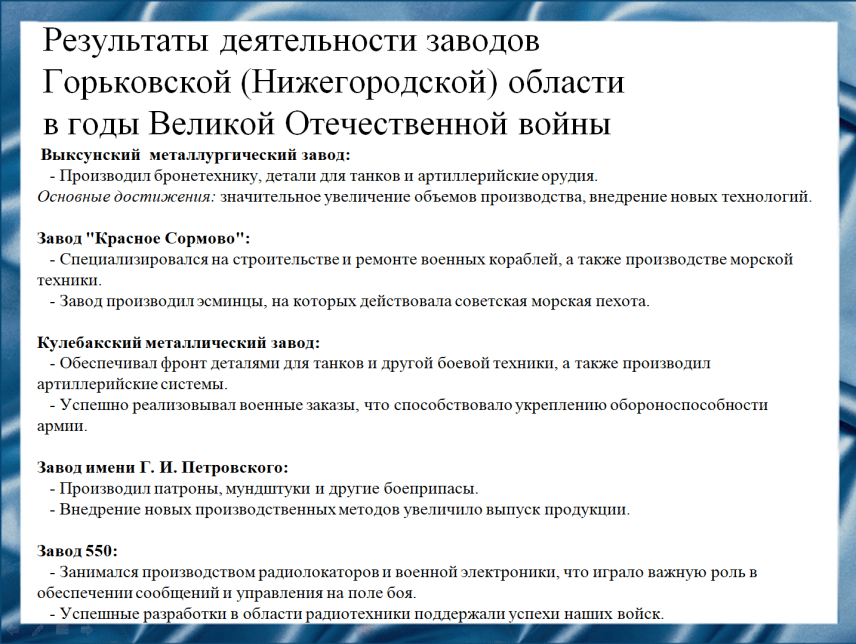 Результаты деятельности заводов
Горьковской (Нижегородской) области
в годы Великой Отечественной войны
Выксунский металлургический завод:
- Производил бронетехнику, детали для танков и артиллерийские орудия.
Основные достижения: значительное увеличение объемов производства, внедрение новых технологий.
Завод "Красное Сормово":
- Специализировался на строительстве и ремонте военных кораблей, а также производстве морской
техники.
- Завод производил эсминцы, на которых действовала советская морская пехота.
Кулебакский металлический завод:
- Обеспечивал фронт деталями для танков и другой боевой техники, а также производил
артиллерийские системы.
- Успешно реализовывал военные заказы, что способствовало укреплению обороноспособности
армии.
Завод имени Г. И. Петровского:
- Производил патроны, мундштуки и другие боеприпасы.
- Внедрение новых производственных методов увеличило выпуск продукции.
Завод 550:
- Занимался производством радиолокаторов и военной электроники, что играло важную роль в
обеспечении сообщений и управления на поле боя.
- Успешные разработки в области радиотехники поддержали успехи наших войск.